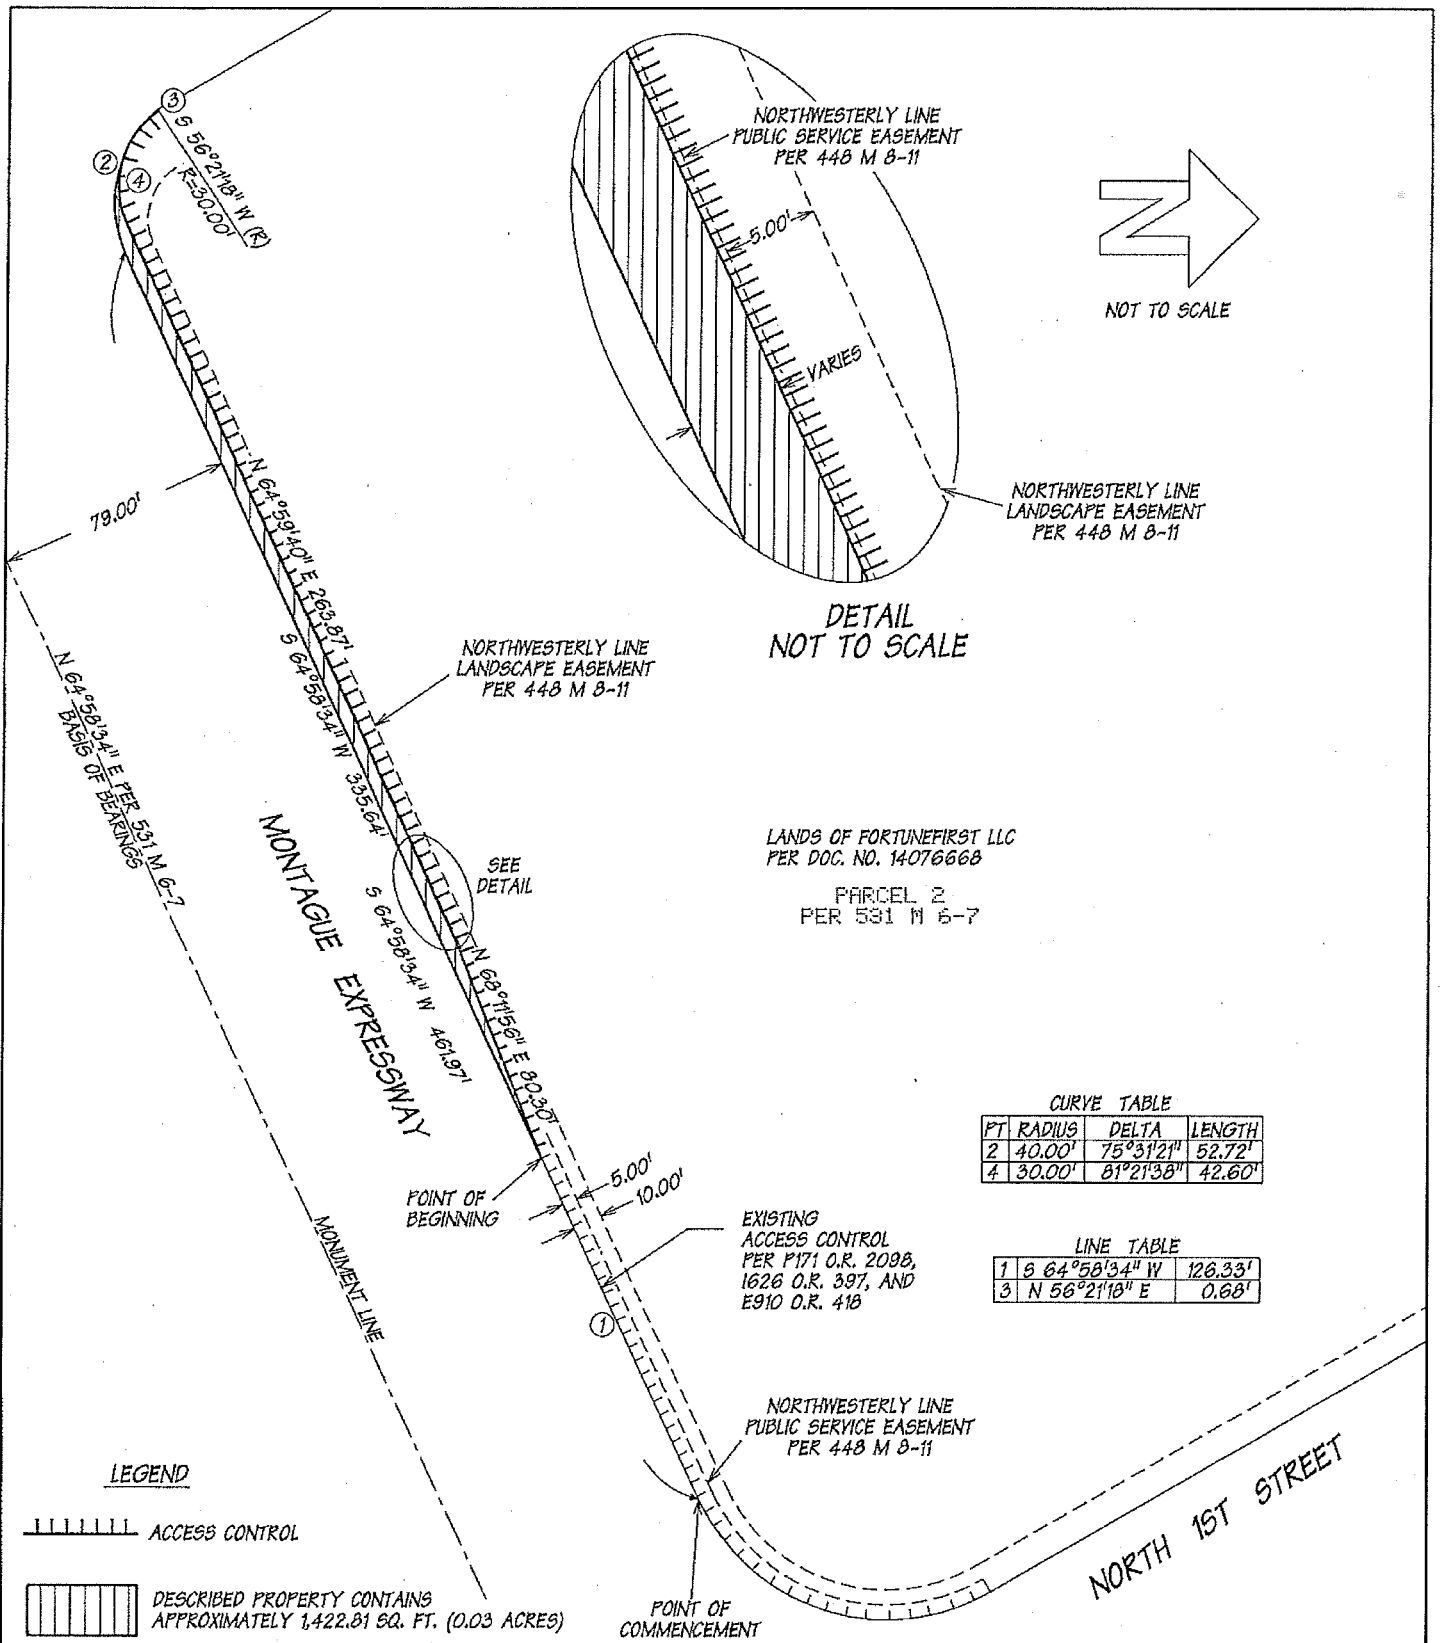 3
S 56°21'18" W (R)
R=30.00'
2
4
NORTHWESTERLY LINE
PUBLIC SERVICE EASEMENT
PER 448 M 8-11
5.00'
VARIES
NORTHWESTERLY LINE
LANDSCAPE EASEMENT
PER 448 M 8-11
DETAIL
NOT TO SCALE
N
NOT TO SCALE
79.00'
N 64°59'40" E 263.87'
S 64°58'34" W 335.64'
NORTHWESTERLY LINE
LANDSCAPE EASEMENT
PER 448 M 8-11
N 64°58'34" E PER 531 M 6-7
BASIS OF BEARINGS
MONTAGUE EXPRESSWAY
SEE
DETAIL
S 64°58'34" W 461.97'
LANDS OF FORTUNEFIRST LLC
PER DOC. NO. 14076668
PARCEL 2
PER 531 M 6-7
N 68°11'56" E 80.30'
POINT OF
BEGINNING
5.00'
10.00'
EXISTING
ACCESS CONTROL
PER P171 O.R. 2098,
I626 O.R. 397, AND
E910 O.R. 418
CURVE TABLE
PT RADIUS DELTA LENGTH
2 40.00' 75°31'21" 52.72'
4 30.00' 81°21'38" 42.60'
LINE TABLE
1 S 64°58'34" W 126.33'
3 N 56°21'18" E 0.68'
MONUMENT LINE
1
NORTHWESTERLY LINE
PUBLIC SERVICE EASEMENT
PER 448 M 8-11
NORTH 1ST STREET
POINT OF
COMMENCEMENT
LEGEND
ACCESS CONTROL
DESCRIBED PROPERTY CONTAINS
APPROXIMATELY 1,422.81 SQ. FT. (0.03 ACRES)